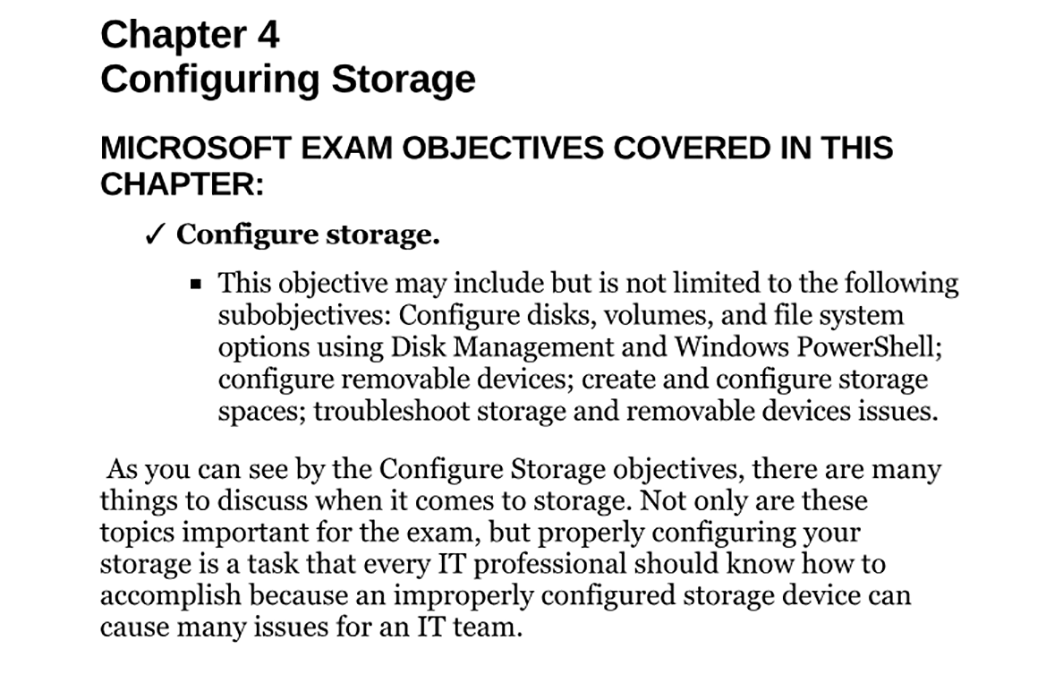 Chapter 4
Configuring Storage
MICROSOFT EXAM OBJECTIVES COVERED IN THIS
CHAPTER:
✓ Configure storage.
▪ This objective may include but is not limited to the following
subobjectives: Configure disks, volumes, and file system
options using Disk Management and Windows PowerShell;
configure removable devices; create and configure storage
spaces; troubleshoot storage and removable devices issues.
As you can see by the Configure Storage objectives, there are many
things to discuss when it comes to storage. Not only are these
topics important for the exam, but properly configuring your
storage is a task that every IT professional should know how to
accomplish because an improperly configured storage device can
cause many issues for an IT team.